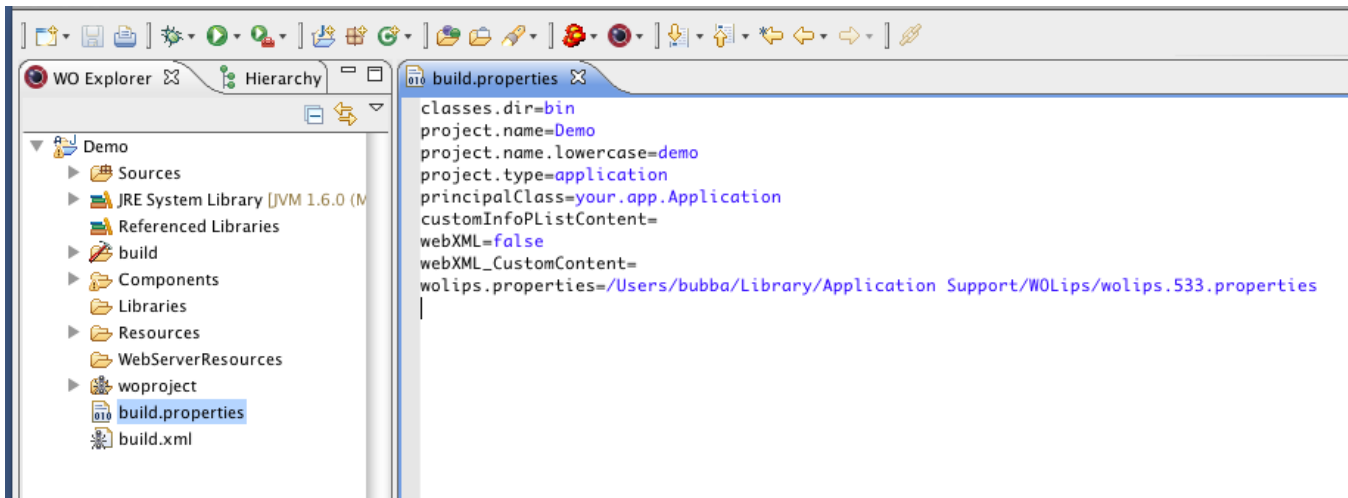 WO Explorer
Hierarchy
Demo
Sources
JRE System Library [JVM 1.6.0 (M
Referenced Libraries
build
Components
Libraries
Resources
WebServerResources
woproject
build.properties
build.xml
build.properties
classes.dir=bin
project.name=Demo
project.name.lowercase=demo
project.type=application
principalClass=your.app.Application
customInfoPListContent=
webXML=false
webXML_CustomContent=
wolips.properties=/Users/bubba/Library/Application Support/WOLips/wolips.533.properties